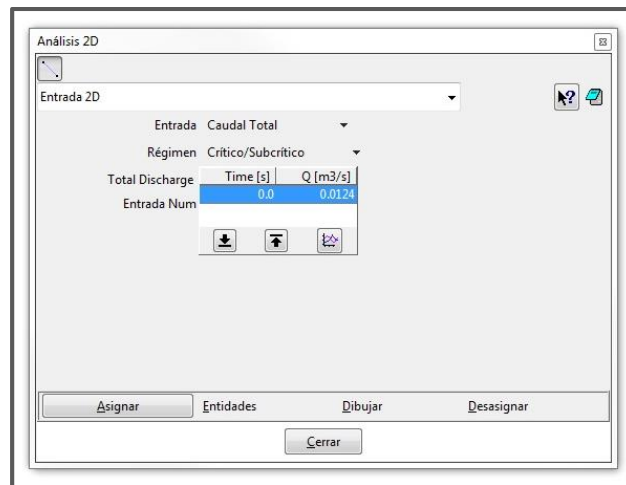 Análisis 2D
Entrada 2D
Entrada Caudal Total
Régimen Crítico/Subcrítico
Total Discharge Time [s] Q [m3/s]
0.0 0.0124
Entrada Num
Asignar Entidades Dibujar Desasignar
Cerrar